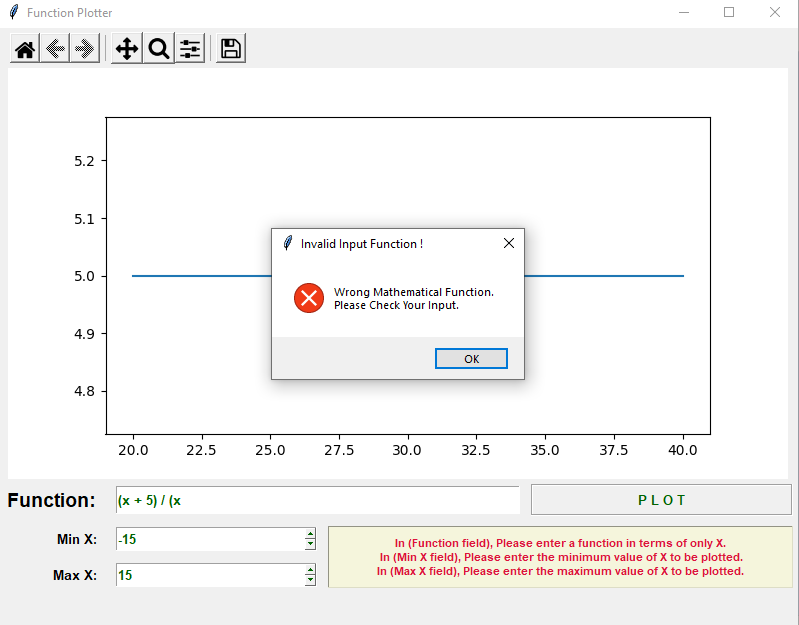 Function Plotter
5.2
5.1
5.0
4.9
4.8
Invalid Input Function !
Wrong Mathematical Function.
Please Check Your Input.
OK
20.0 22.5 25.0 27.5 30.0 32.5 35.0 37.5 40.0
Function: (x + 5) / (x P L O T
Min X: -15
Max X: 15
In (Function field), Please enter a function in terms of only X.
In (Min X field), Please enter the minimum value of X to be plotted.
In (Max X field), Please enter the maximum value of X to be plotted.